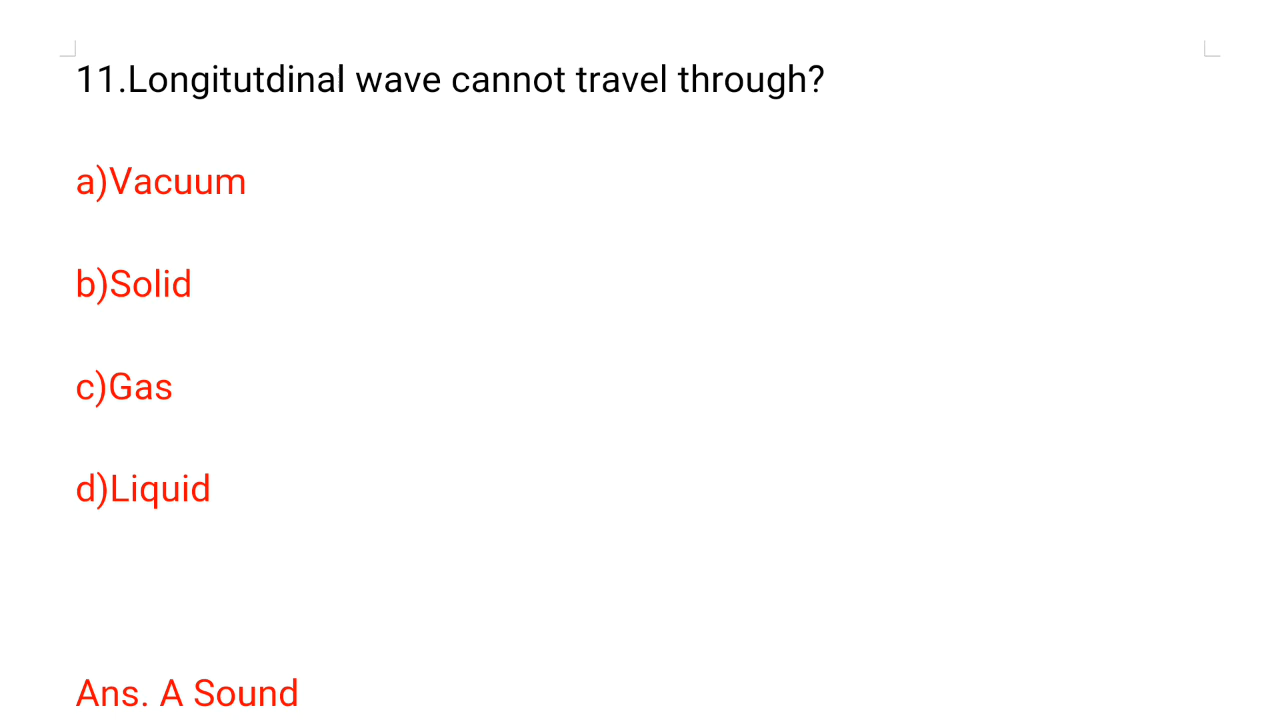 11.Longitutdinal wave cannot travel through?
a)Vacuum
b)Solid
c)Gas
d)Liquid
Ans. A Sound